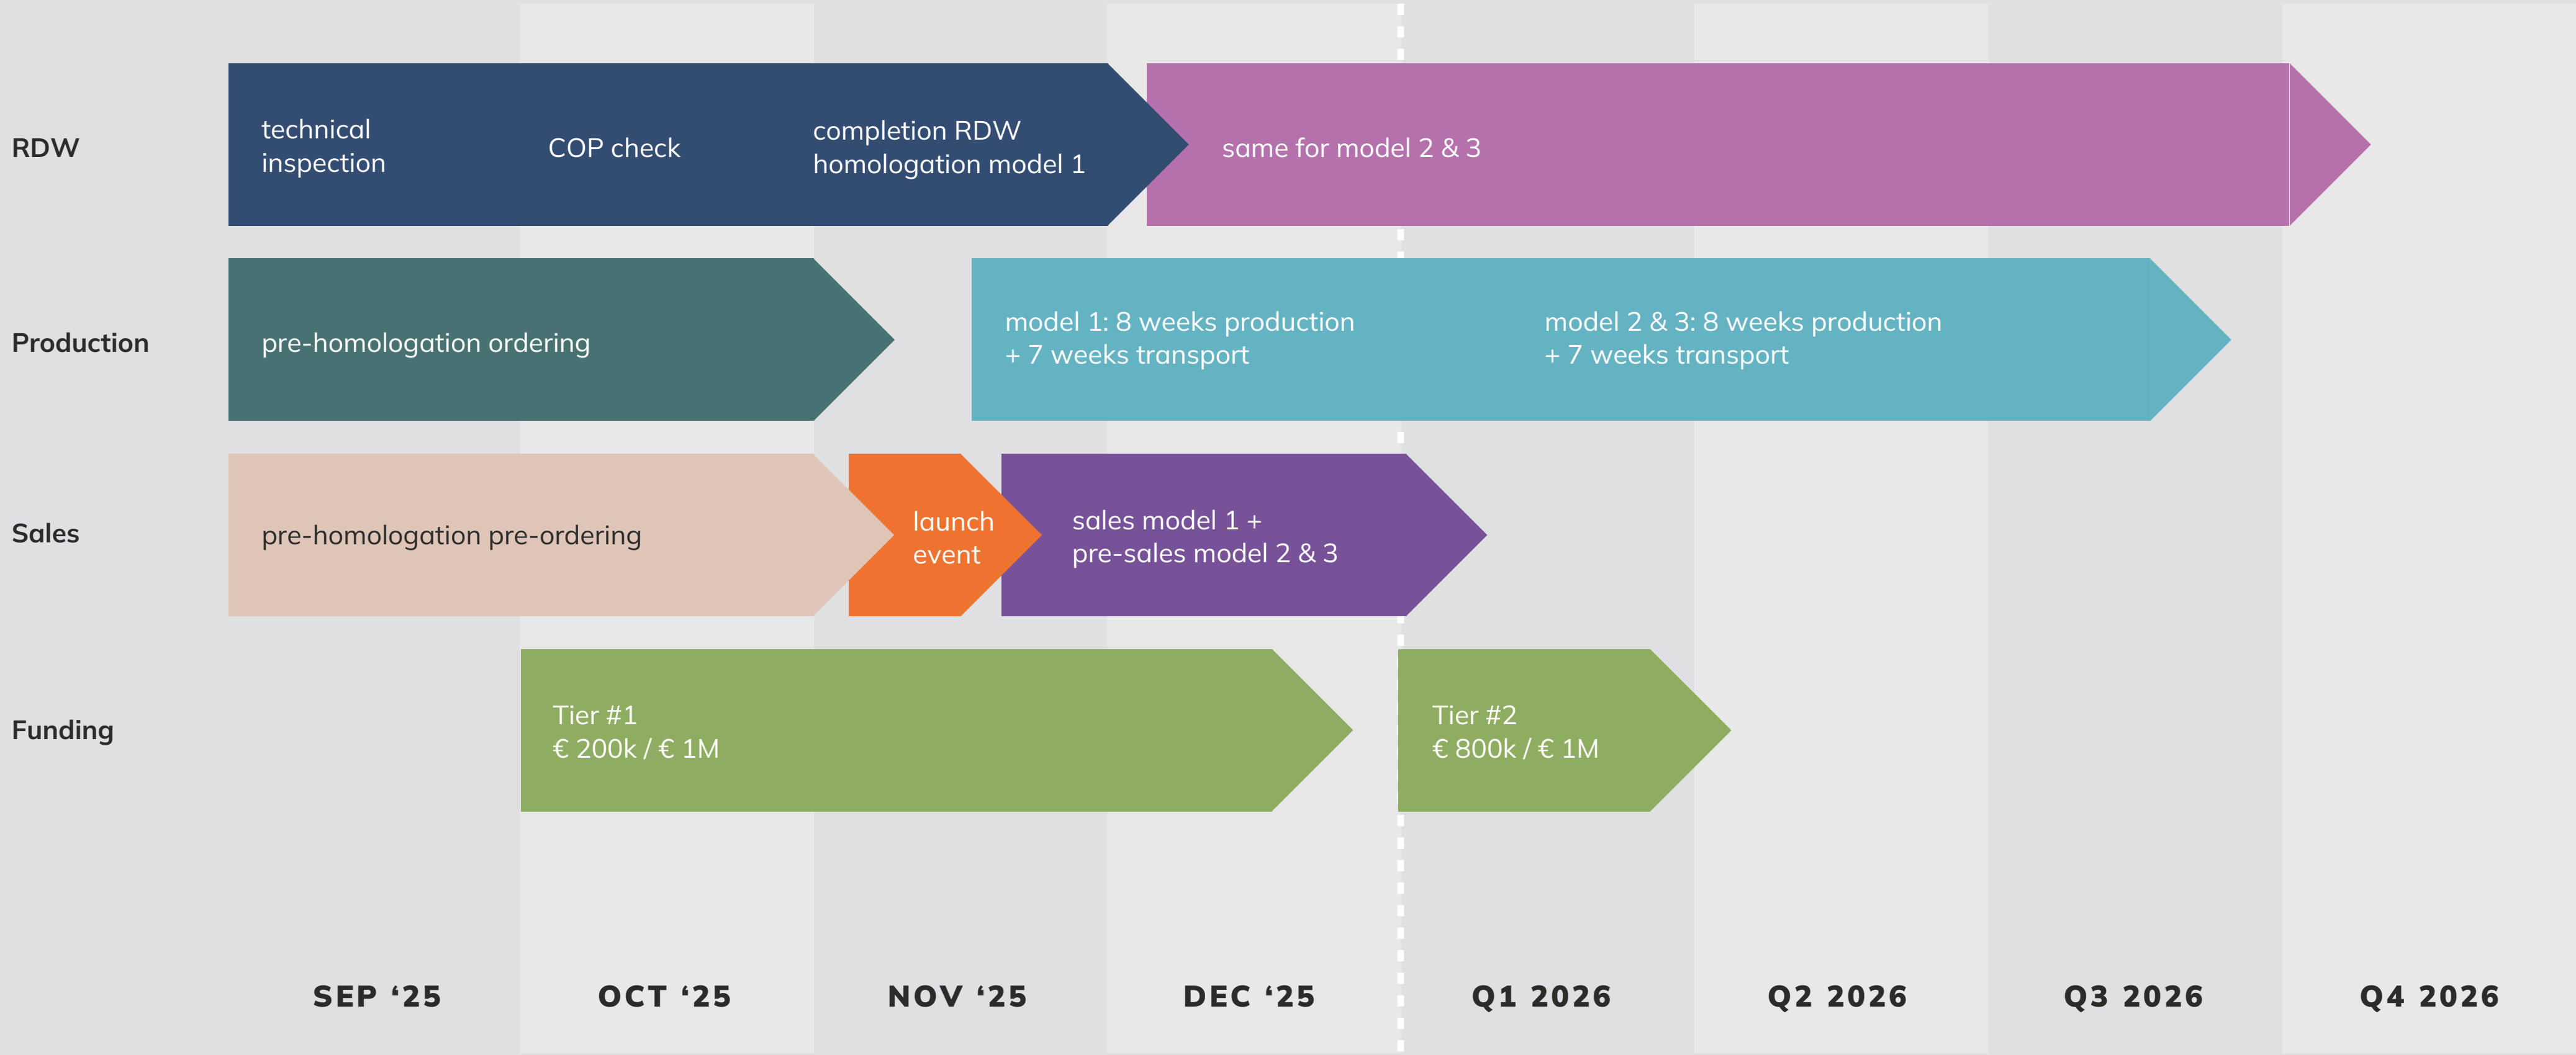 RDW
technical
inspection
COP check
completion RDW
homologation model 1
same for model 2 & 3
Production
pre-homologation ordering
model 1: 8 weeks production
+ 7 weeks transport
model 2 & 3: 8 weeks production
+ 7 weeks transport
Sales
pre-homologation pre-ordering
launch
event
sales model 1 +
pre-sales model 2 & 3
Funding
Tier #1
€ 200k / € 1M
Tier #2
€ 800k / € 1M
SEP ‘25
OCT ‘25
NOV ‘25
DEC ‘25
Q1 2026
Q2 2026
Q3 2026
Q4 2026